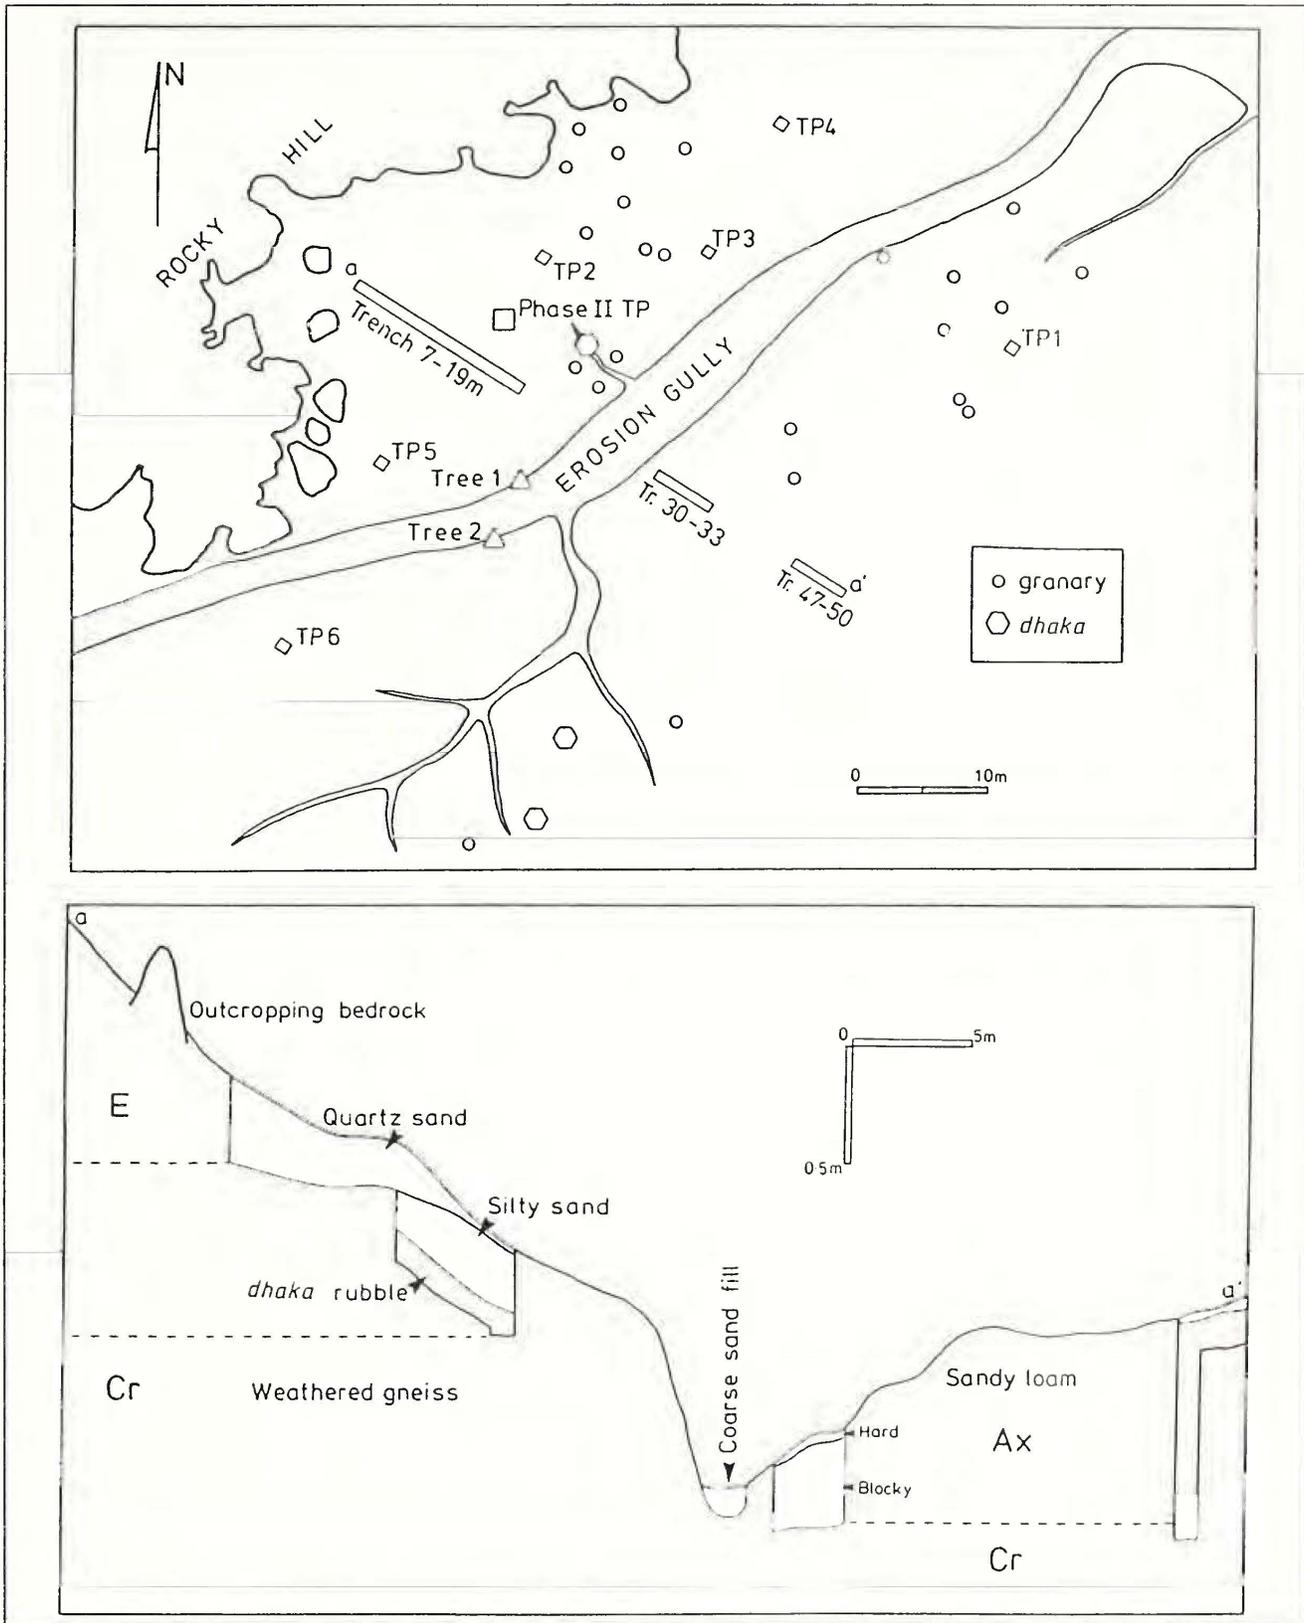 N
ROCKY HILL
TP4
TP3
TP2
a
Trench 7-19m
Phase II TP
TP1
EROSION GULLY
TP5
Tree 1
Tr. 30-33
Tree 2
Tr. 47-50
a'
granary
dhaka
TP6
0 10m
a
Outcropping bedrock
0 5m
0·5m
E
Quartz sand
Silty sand
dhaka rubble
Coarse sand fill
a'
Cr
Weathered gneiss
Sandy loam
Hard
Ax
Blocky
Cr